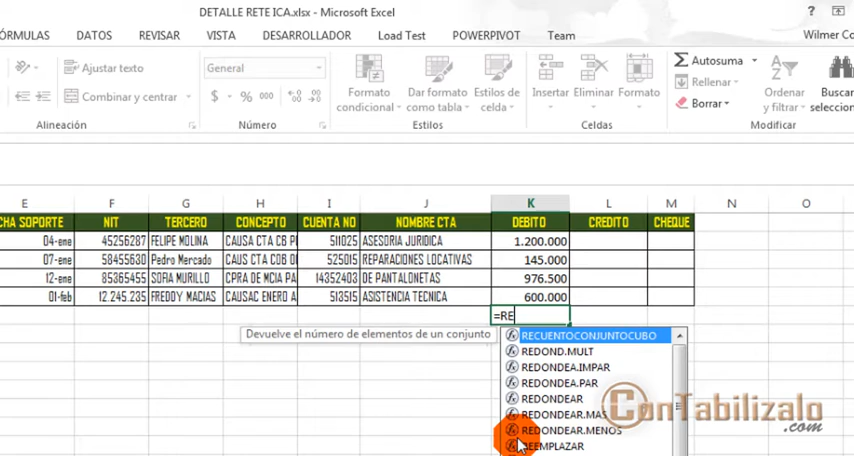 DETALLE RETE ICA.xlsx - Microsoft Excel
?
ÓRMULAS DATOS REVISAR VISTA DESARROLLADOR Load Test POWERPIVOT Team Wilmer Co
Ajustar texto
Combinar y centrar
Alineación
General
$ % 000
Número
Formato condicional
Dar formato como tabla
Estilos de celda
Estilos
Insertar Eliminar Formato
Celdas
Σ Autosuma
Rellenar
Borrar
Ordenar y filtrar
Buscar seleccion
Modificar
E F G H I J K L M N O
CHA SOPORTE NIT TERCERO CONCEPTO CUENTA NO NOMBRE CTA DEBITO CREDITO CHEQUE
04-ene 45256287 FELIPE MOLINA CAUSA CTA CB P 511025 ASESORIA JURIDICA 1.200.000
07-ene 58455630 Pedro Mercado CAUS CTA COB 525015 REPARACIONES LOCATIVAS 145.000
12-ene 85365455 SOFIA MURILLO CPRA DE MCIA PA 14352403 DE PANTALONETAS 976.500
01-feb 12.245.235 FREDDY MACIAS CAUSAC ENERO A 513515 ASISTENCIA TECNICA 600.000
=RE
Devuelve el número de elementos de un conjunto
RECUENTOCONJUNTOCUBO
REDOND.MULT
REDONDEA.IMPAR
REDONDEA.PAR
REDONDEAR
REDONDEAR.MAS
REDONDEAR.MENOS
REEMPLAZAR
ConTabilizalo
.com